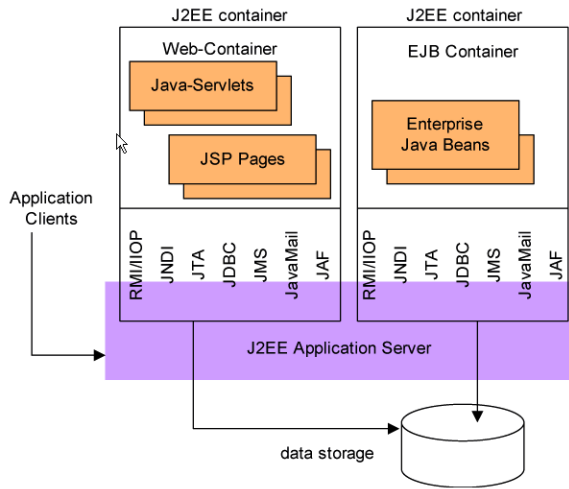 J2EE container
J2EE container
Web-Container
EJB Container
Java-Servlets
JSP Pages
Enterprise
Java Beans
Application
Clients
RMI/IIOP
JNDI
JTA
JDBC
JMS
JavaMail
JAF
RMI/IIOP
JNDI
JTA
JDBC
JMS
JavaMail
JAF
J2EE Application Server
data storage